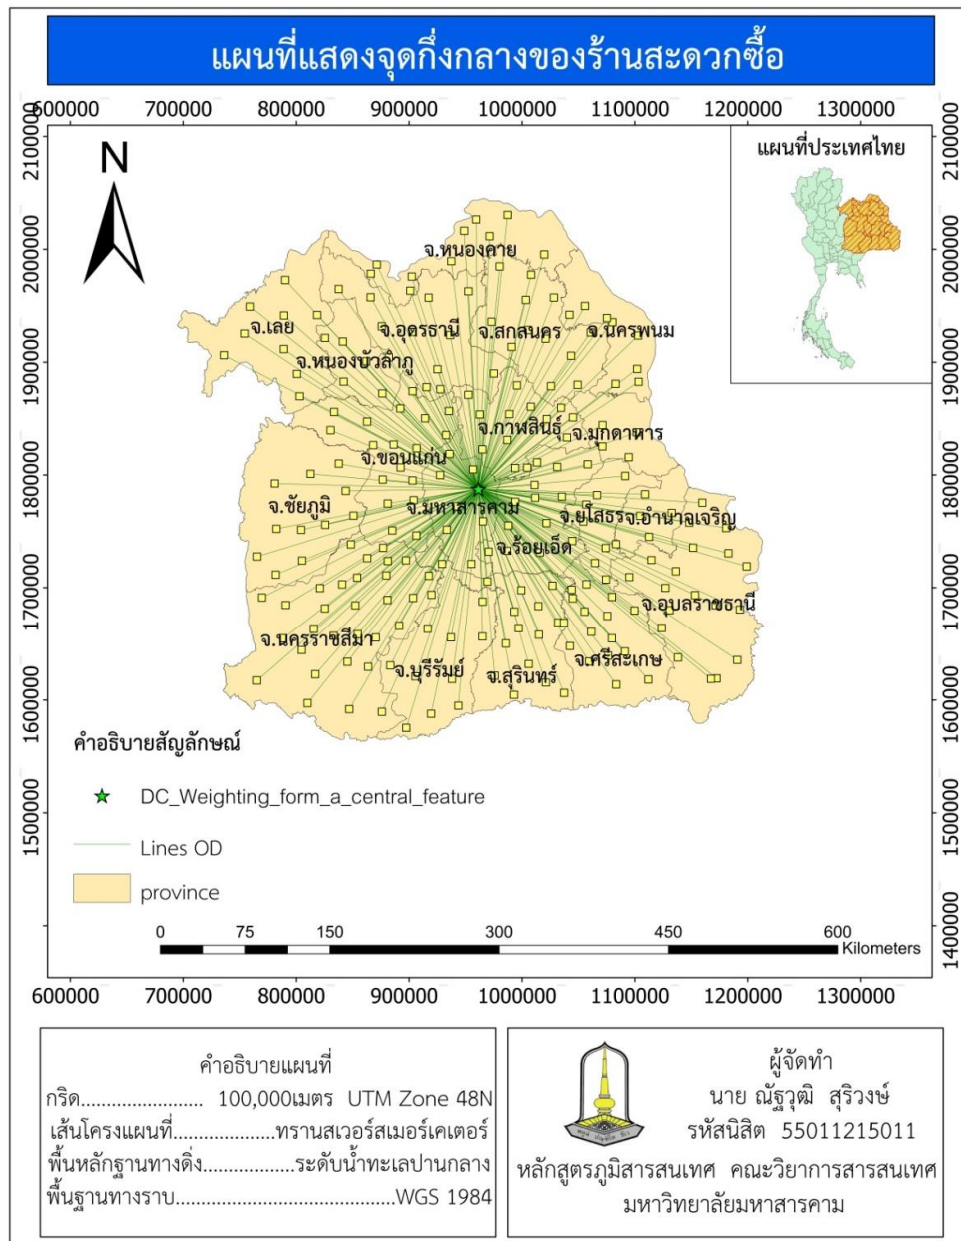 แผนที่แสดงจุดกึ่งกลางของร้านสะดวกซื้อ
600000 700000 800000 900000 1000000 1100000 1200000 1300000
2100000 2100000
2000000 2000000
1900000 1900000
1800000 1800000
1700000 1700000
1600000 1600000
1500000 1500000
1400000 1400000
N
แผนที่ประเทศไทย
จ.หนองคาย
จ.เลย
จ.อุดรธานี
จ.สกลนคร
จ.นครพนม
จ.หนองบัวลำภู
จ.กาฬสินธุ์
จ.มุกดาหาร
จ.ขอนแก่น
จ.ชัยภูมิ
จ.มหาสารคาม
จ.ยโสธร
จ.อำนาจเจริญ
จ.ร้อยเอ็ด
จ.อุบลราชธานี
จ.นครราชสีมา
จ.บุรีรัมย์
จ.สุรินทร์
จ.ศรีสะเกษ
คำอธิบายสัญลักษณ์
DC_Weighting_form_a_central_feature
Lines OD
province
0 75 150 300 450 600
Kilometers
600000 700000 800000 900000 1000000 1100000 1200000 1300000
คำอธิบายแผนที่
กริด....................... 100,000เมตร UTM Zone 48N
เส้นโครงแผนที่...................ทรานสเวอร์สเมอร์เคเตอร์
พื้นหลักฐานทางดิ่ง....................ระดับน้ำทะเลปานกลาง
พื้นฐานทางราบ.........................................WGS 1984
ผู้จัดทำ
นาย ณัฐวุฒิ สุริวงษ์
รหัสนิสิต 55011215011
หลักสูตรภูมิสารสนเทศ คณะวิยาการสารสนเทศ
มหาวิทยาลัยมหาสารคาม